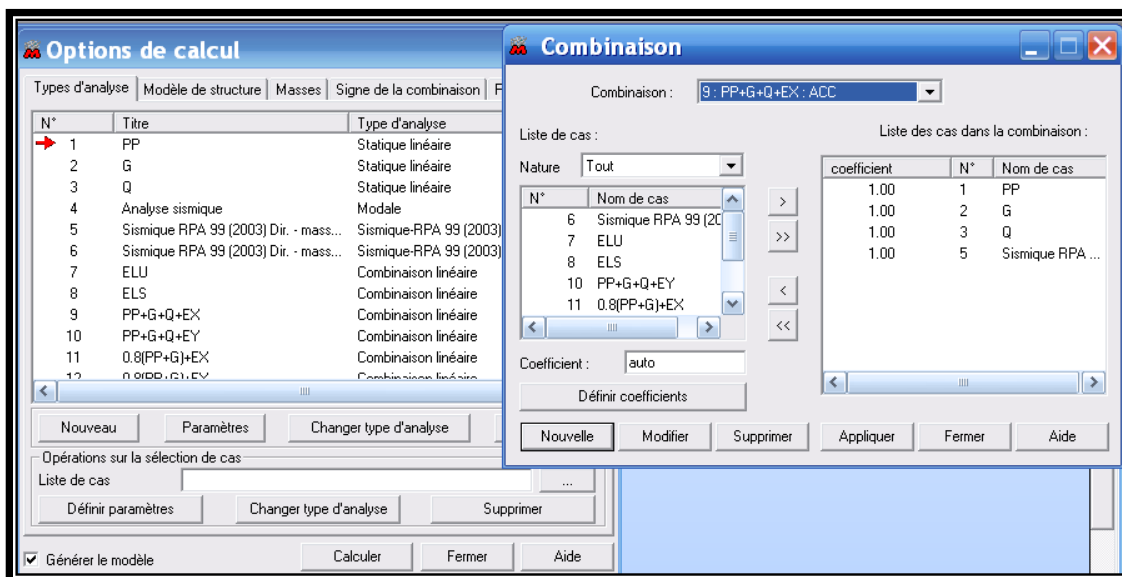 Options de calcul
Types d'analyse Modèle de structure Masses Signe de la combinaison F
N° Titre Type d'analyse
1 PP Statique linéaire
2 G Statique linéaire
3 Q Statique linéaire
4 Analyse sismique Modale
5 Sismique RPA 99 (2003) Dir. - mass... Sismique-RPA 99 (2003)
6 Sismique RPA 99 (2003) Dir. - mass... Sismique-RPA 99 (2003)
7 ELU Combinaison linéaire
8 ELS Combinaison linéaire
9 PP+G+Q+EX Combinaison linéaire
10 PP+G+Q+EY Combinaison linéaire
11 0.8(PP+G)+EX Combinaison linéaire
12 0.8(PP+G)+EY Combinaison linéaire
Nouveau Paramètres Changer type d'analyse
Opérations sur la sélection de cas
Liste de cas ...
Définir paramètres Changer type d'analyse Supprimer
Générer le modèle Calculer Fermer Aide
Combinaison
Combinaison : 9 : PP+G+Q+EX : ACC
Liste de cas :
Nature Tout
N° Nom de cas
6 Sismique RPA 99 (20
7 ELU
8 ELS
10 PP+G+Q+EY
11 0.8(PP+G)+EX
Coefficient : auto
Définir coefficients
>
>>
<
<<
Liste des cas dans la combinaison :
coefficient N° Nom de cas
1.00 1 PP
1.00 2 G
1.00 3 Q
1.00 5 Sismique RPA ...
Nouvelle Modifier Supprimer Appliquer Fermer Aide